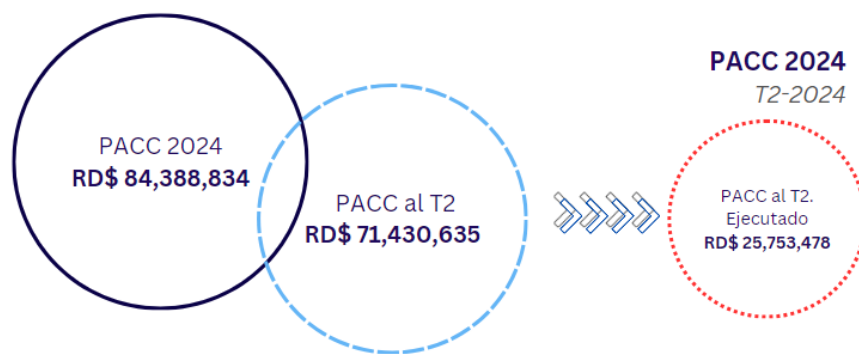 PACC 2024
RD$ 84,388,834
PACC al T2
RD$ 71,430,635
PACC 2024
T2-2024
PACC al T2.
Ejecutado
RD$ 25,753,478